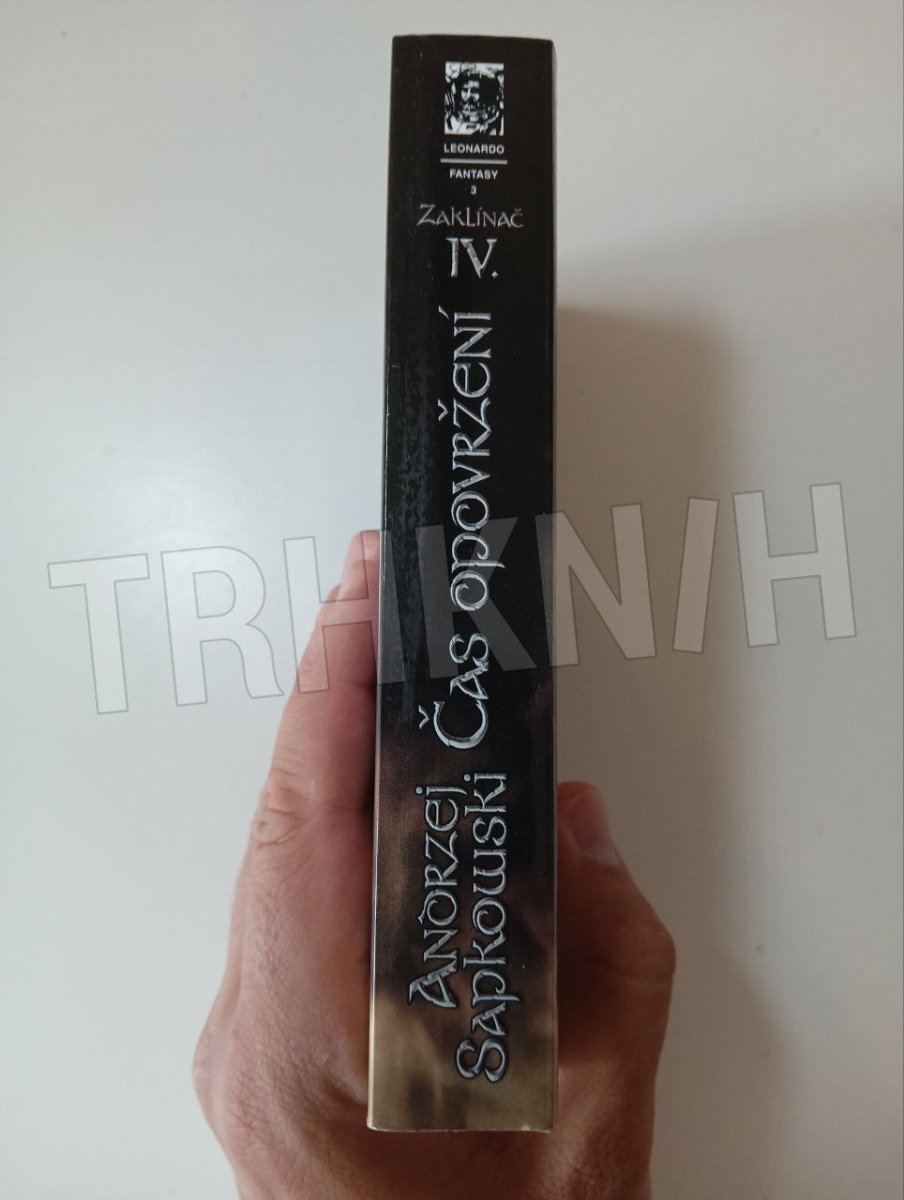 LEONARDO
FANTASY
3
Zaklínač
IV.
Čas opovržení
Andrzej
Sapkowski
TRHKNIH